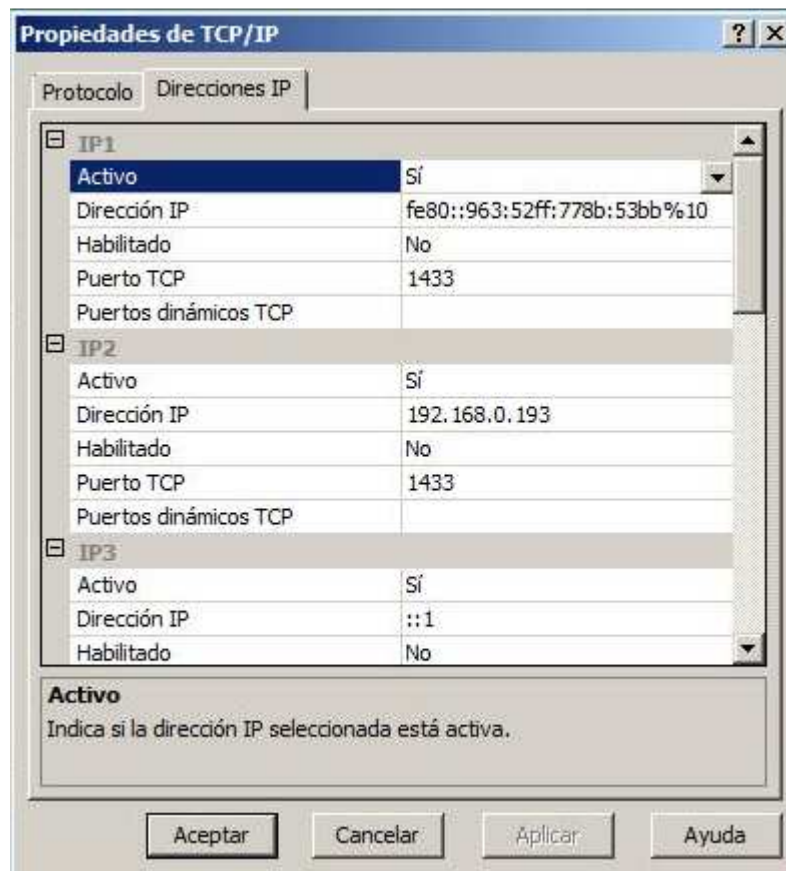 Propiedades de TCP/IP
Protocolo Direcciones IP
IP1
Activo Sí
Dirección IP fe80::963:52ff:778b:53bb%10
Habilitado No
Puerto TCP 1433
Puertos dinámicos TCP
IP2
Activo Sí
Dirección IP 192.168.0.193
Habilitado No
Puerto TCP 1433
Puertos dinámicos TCP
IP3
Activo Sí
Dirección IP ::1
Habilitado No
Activo
Indica si la dirección IP seleccionada está activa.
Aceptar Cancelar Aplicar Ayuda